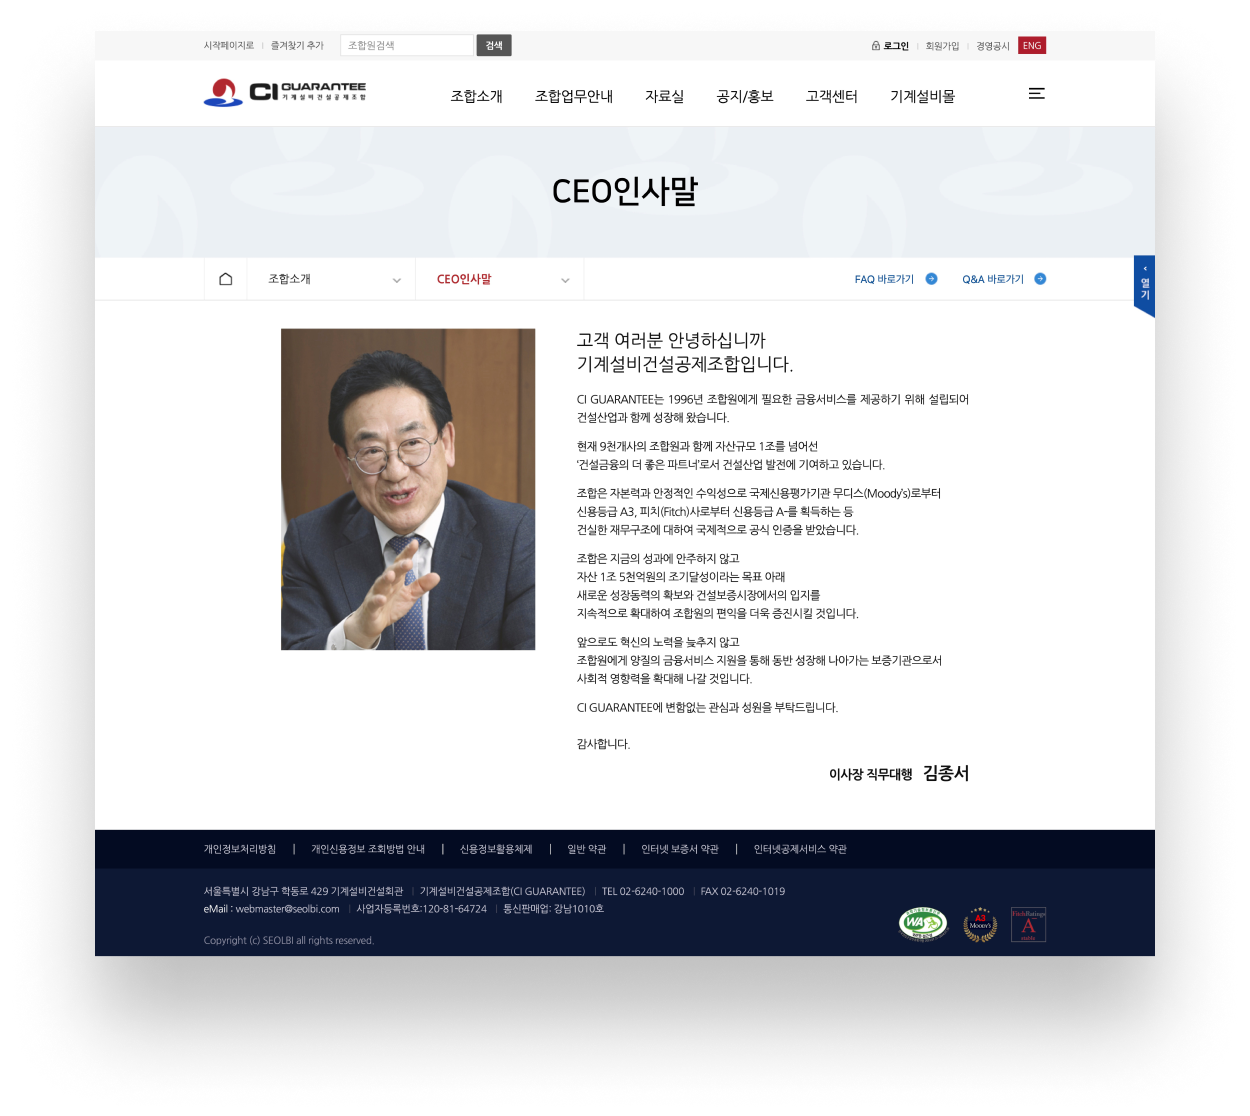 시작페이지로 | 즐겨찾기 추가 조합원검색 검색 로그인 | 회원가입 | 경영공시 ENG
CI GUARANTEE
기계설비건설공제조합
조합소개 조합업무안내 자료실 공지/홍보 고객센터 기계설비몰
CEO인사말
조합소개 CEO인사말 FAQ 바로가기 Q&A 바로가기
열기
고객 여러분 안녕하십니까
기계설비건설공제조합입니다.
CI GUARANTEE는 1996년 조합원에게 필요한 금융서비스를 제공하기 위해 설립되어
건설산업과 함께 성장해 왔습니다.
현재 9천개사의 조합원과 함께 자산규모 1조를 넘어선
'건설금융의 더 좋은 파트너'로서 건설산업 발전에 기여하고 있습니다.
조합은 자본력과 안정적인 수익성으로 국제신용평가기관 무디스(Moody's)로부터
신용등급 A3, 피치(Fitch)사로부터 신용등급 A-를 획득하는 등
건실한 재무구조에 대하여 국제적으로 공식 인증을 받았습니다.
조합은 지금의 성과에 안주하지 않고
자산 1조 5천억원의 조기달성이라는 목표 아래
새로운 성장동력의 확보와 건설보증시장에서의 입지를
지속적으로 확대하여 조합원의 편익을 더욱 증진시킬 것입니다.
앞으로도 혁신의 노력을 늦추지 않고
조합원에게 양질의 금융서비스 지원을 통해 동반 성장해 나아가는 보증기관으로서
사회적 영향력을 확대해 나갈 것입니다.
CI GUARANTEE에 변함없는 관심과 성원을 부탁드립니다.
감사합니다.
이사장 직무대행 김종서
개인정보처리방침 | 개인신용정보 조회방법 안내 | 신용정보활용체제 | 일반 약관 | 인터넷 보증서 약관 | 인터넷공제서비스 약관
서울특별시 강남구 학동로 429 기계설비건설회관 | 기계설비건설공제조합(CI GUARANTEE) | TEL 02-6240-1000 | FAX 02-6240-1019
eMail : webmaster@seolbi.com | 사업자등록번호:120-81-64724 | 통신판매업: 강남1010호
Copyright (c) SEOLBI all rights reserved.
WA
A3
Moody's
FitchRatings
A-
stable